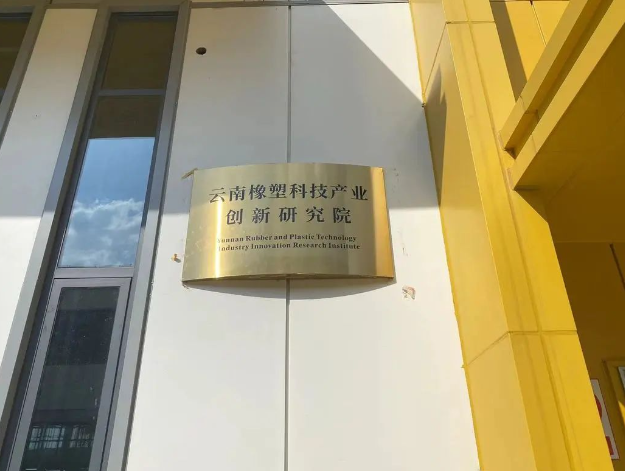 云南橡塑科技产业
创新研究院
Yunnan Rubber and Plastic Technology
Industry Innovation Research Institute